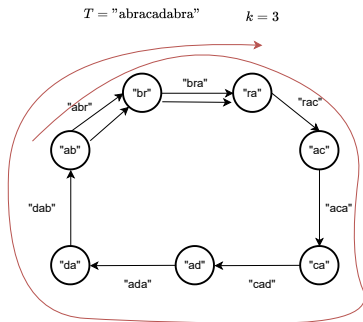 T = "abracadabra" k = 3
"bra"
"abr" "br" "ra" "rac"
"ab" "ac"
"dab" "aca"
"da" "ad" "ca"
"ada" "cad"